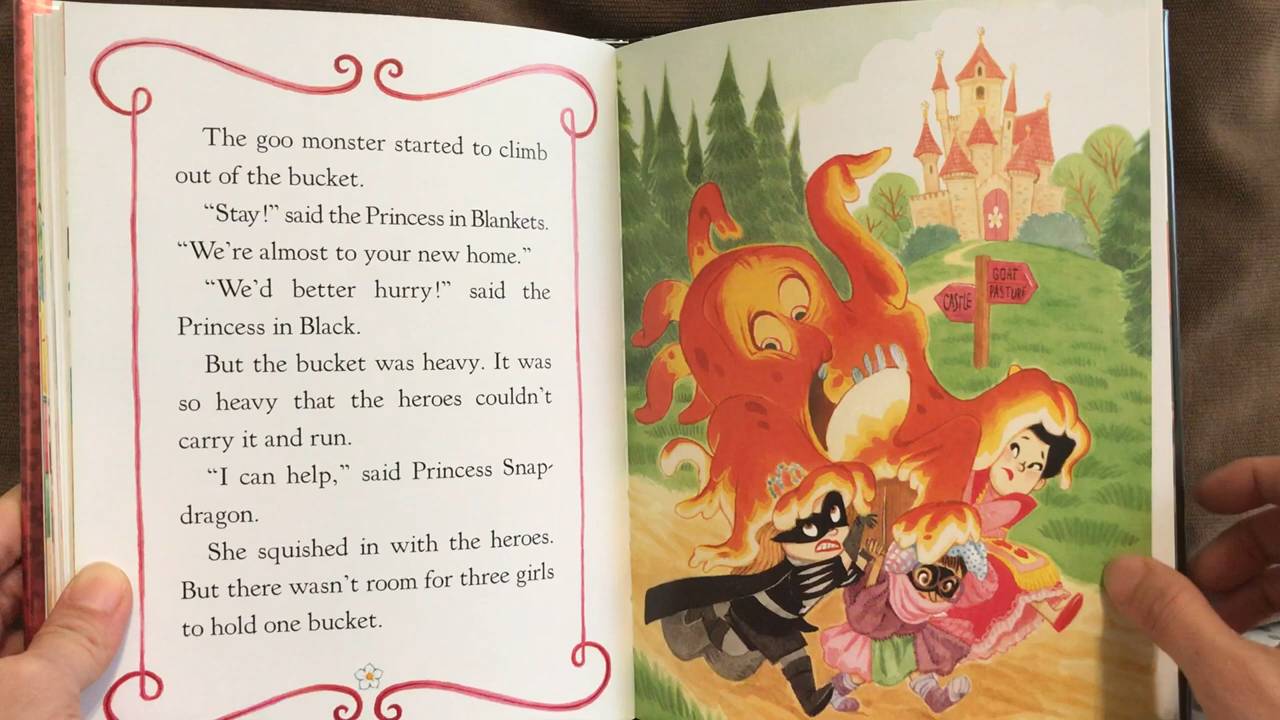 The goo monster started to climb
out of the bucket.
“Stay!” said the Princess in Blankets.
“We’re almost to your new home.”
“We’d better hurry!” said the
Princess in Black.
But the bucket was heavy. It was
so heavy that the heroes couldn’t
carry it and run.
“I can help,” said Princess Snap-
dragon.
She squished in with the heroes.
But there wasn’t room for three girls
to hold one bucket.
GOAT
PASTURE
CASTLE